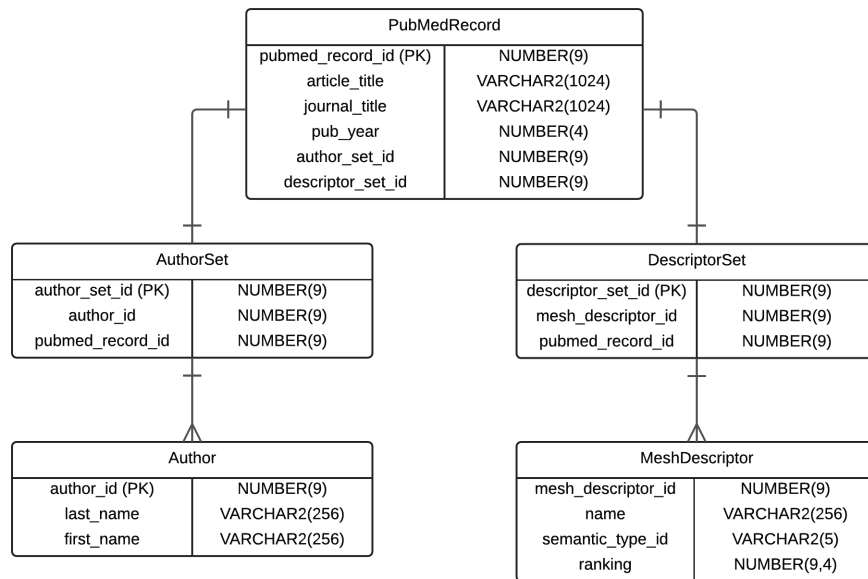 PubMedRecord
pubmed_record_id (PK) NUMBER(9)
article_title VARCHAR2(1024)
journal_title VARCHAR2(1024)
pub_year NUMBER(4)
author_set_id NUMBER(9)
descriptor_set_id NUMBER(9)
AuthorSet
author_set_id (PK) NUMBER(9)
author_id NUMBER(9)
pubmed_record_id NUMBER(9)
DescriptorSet
descriptor_set_id (PK) NUMBER(9)
mesh_descriptor_id NUMBER(9)
pubmed_record_id NUMBER(9)
Author
author_id (PK) NUMBER(9)
last_name VARCHAR2(256)
first_name VARCHAR2(256)
MeshDescriptor
mesh_descriptor_id NUMBER(9)
name VARCHAR2(256)
semantic_type_id VARCHAR2(5)
ranking NUMBER(9,4)